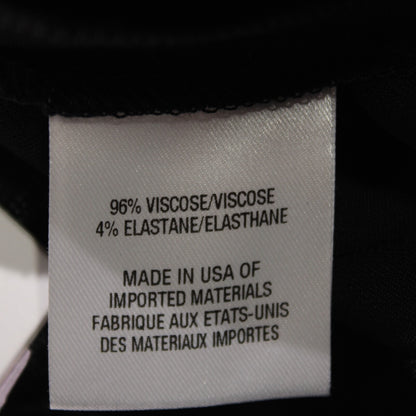 96% VISCOSE/VISCOSE
4% ELASTANE/ELASTHANE
MADE IN USA OF
IMPORTED MATERIALS
FABRIQUE AUX ETATS-UNIS
DES MATERIAUX IMPORTES